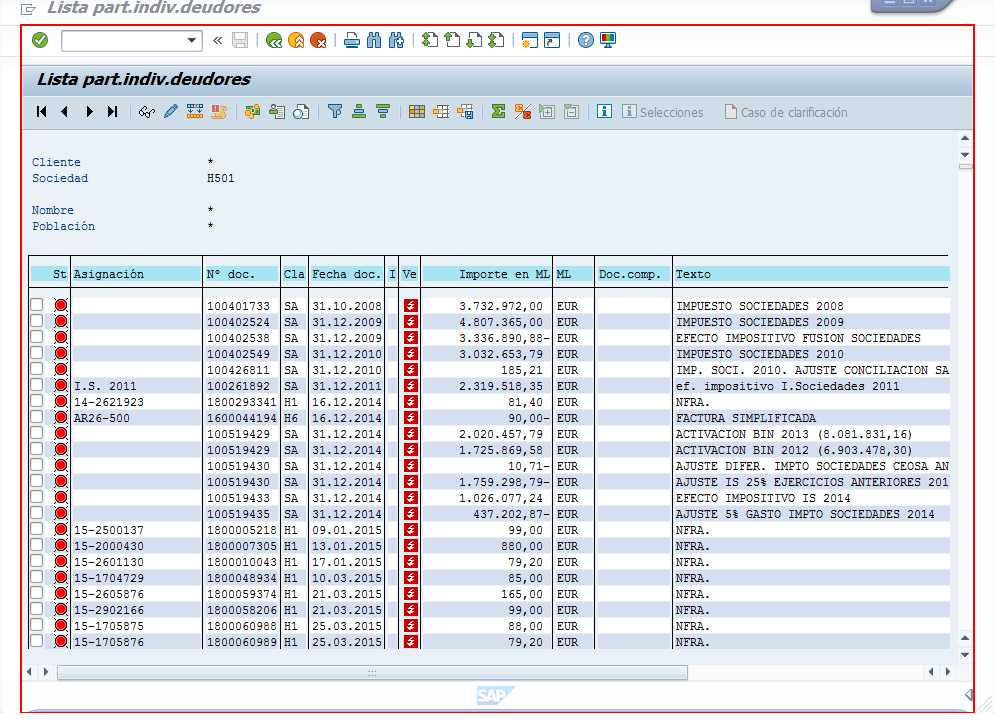 Lista part.indiv.deudores
Lista part.indiv.deudores
Selecciones Caso de clarificación
Cliente *
Sociedad H501
Nombre *
Población *
St Asignación Nº doc. Cla Fecha doc. I Ve Importe en ML ML Doc.comp. Texto
100401733 SA 31.10.2008 3.732.972,00 EUR IMPUESTO SOCIEDADES 2008
100402524 SA 31.12.2009 4.807.365,00 EUR IMPUESTO SOCIEDADES 2009
100402538 SA 31.12.2009 3.336.890,88- EUR EFECTO IMPOSITIVO FUSION SOCIEDADES
100402549 SA 31.12.2010 3.032.653,79 EUR IMPUESTO SOCIEDADES 2010
100426811 SA 31.12.2010 185,21 EUR IMP. SOCI. 2010. AJUSTE CONCILIACION SA
I.S. 2011 100261892 SA 31.12.2011 2.319.518,35 EUR ef. impositivo I.Sociedades 2011
14-2621923 1800293341 H1 16.12.2014 81,40 EUR NFRA.
AR26-500 1600044194 H6 16.12.2014 90,00- EUR FACTURA SIMPLIFICADA
100519429 SA 31.12.2014 2.020.457,79 EUR ACTIVACION BIN 2013 (8.081.831,16)
100519429 SA 31.12.2014 1.725.869,58 EUR ACTIVACION BIN 2012 (6.903.478,30)
100519430 SA 31.12.2014 10,71- EUR AJUSTE DIFER. IMPTO SOCIEDADES CEOSA AN
100519430 SA 31.12.2014 1.759.298,79- EUR AJUSTE IS 25% EJERCICIOS ANTERIORES 201
100519433 SA 31.12.2014 1.026.077,24 EUR EFECTO IMPOSITIVO IS 2014
100519435 SA 31.12.2014 437.202,87- EUR AJUSTE 5% GASTO IMPTO SOCIEDADES 2014
15-2500137 1800005218 H1 09.01.2015 99,00 EUR NFRA.
15-2000430 1800007305 H1 13.01.2015 880,00 EUR NFRA.
15-2601130 1800010043 H1 17.01.2015 79,20 EUR NFRA.
15-1704729 1800048934 H1 10.03.2015 85,00 EUR NFRA.
15-2605876 1800059374 H1 21.03.2015 165,00 EUR NFRA.
15-2902166 1800058206 H1 21.03.2015 99,00 EUR NFRA.
15-1705875 1800060988 H1 25.03.2015 88,00 EUR NFRA.
15-1705876 1800060989 H1 25.03.2015 79,20 EUR NFRA.
SAP